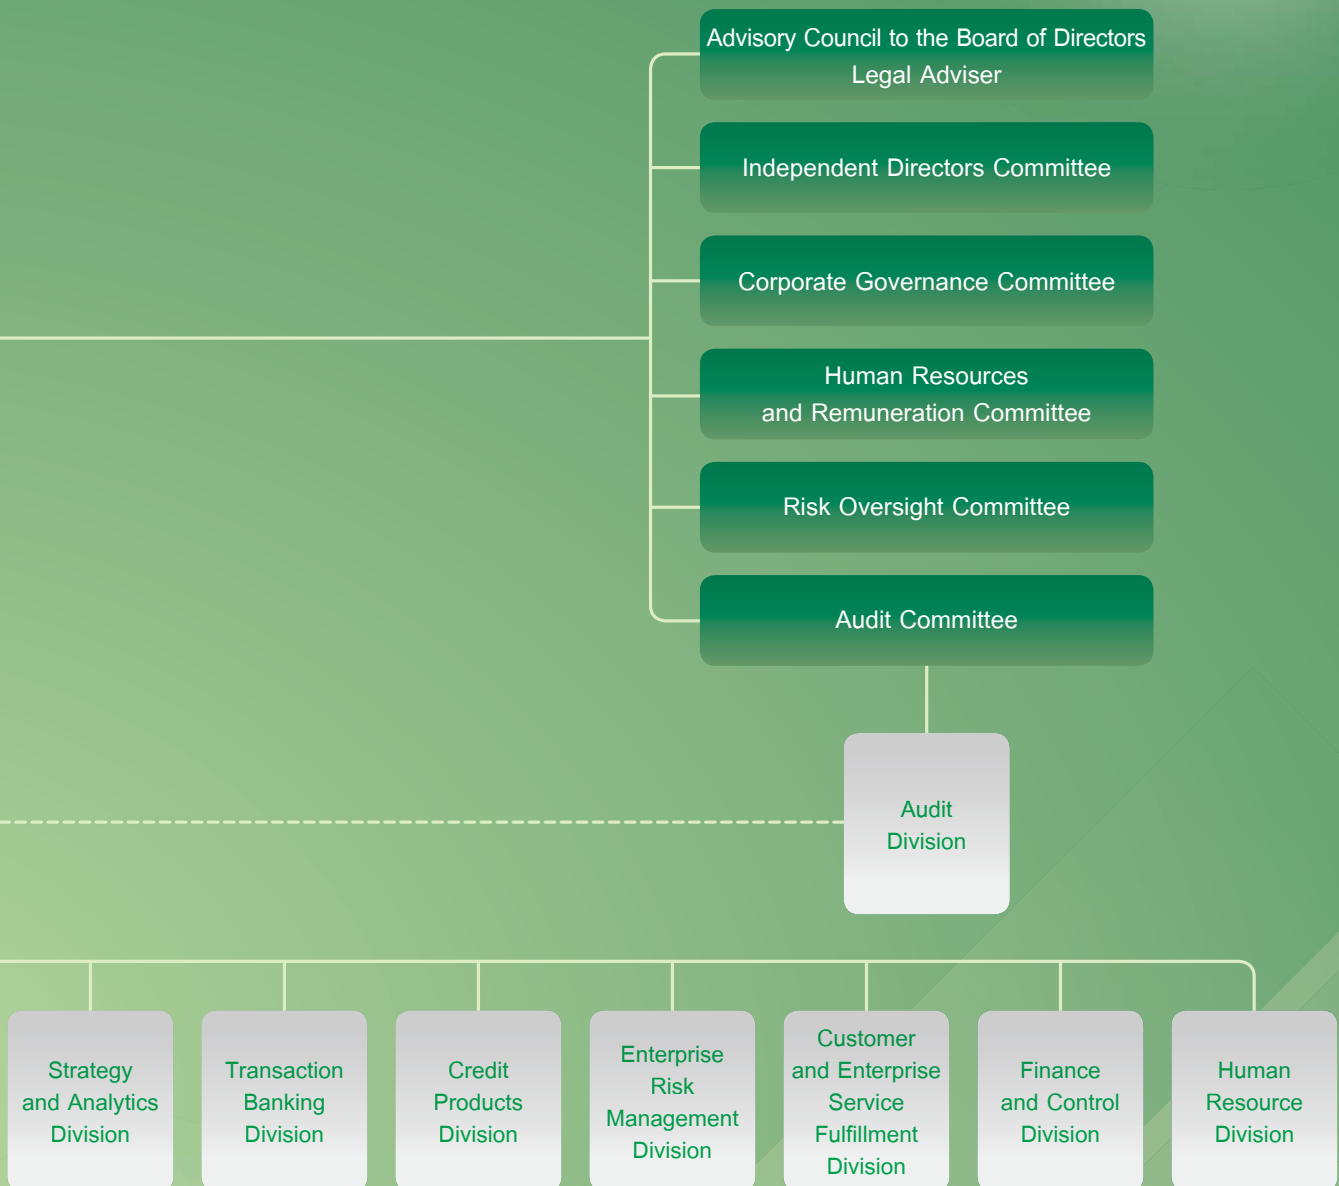 Advisory Council to the Board of Directors
Legal Adviser
Independent Directors Committee
Corporate Governance Committee
Human Resources
and Remuneration Committee
Risk Oversight Committee
Audit Committee
Audit
Division
Strategy
and Analytics
Division
Transaction
Banking
Division
Credit
Products
Division
Enterprise
Risk
Management
Division
Customer
and Enterprise
Service
Fulfillment
Division
Finance
and Control
Division
Human
Resource
Division